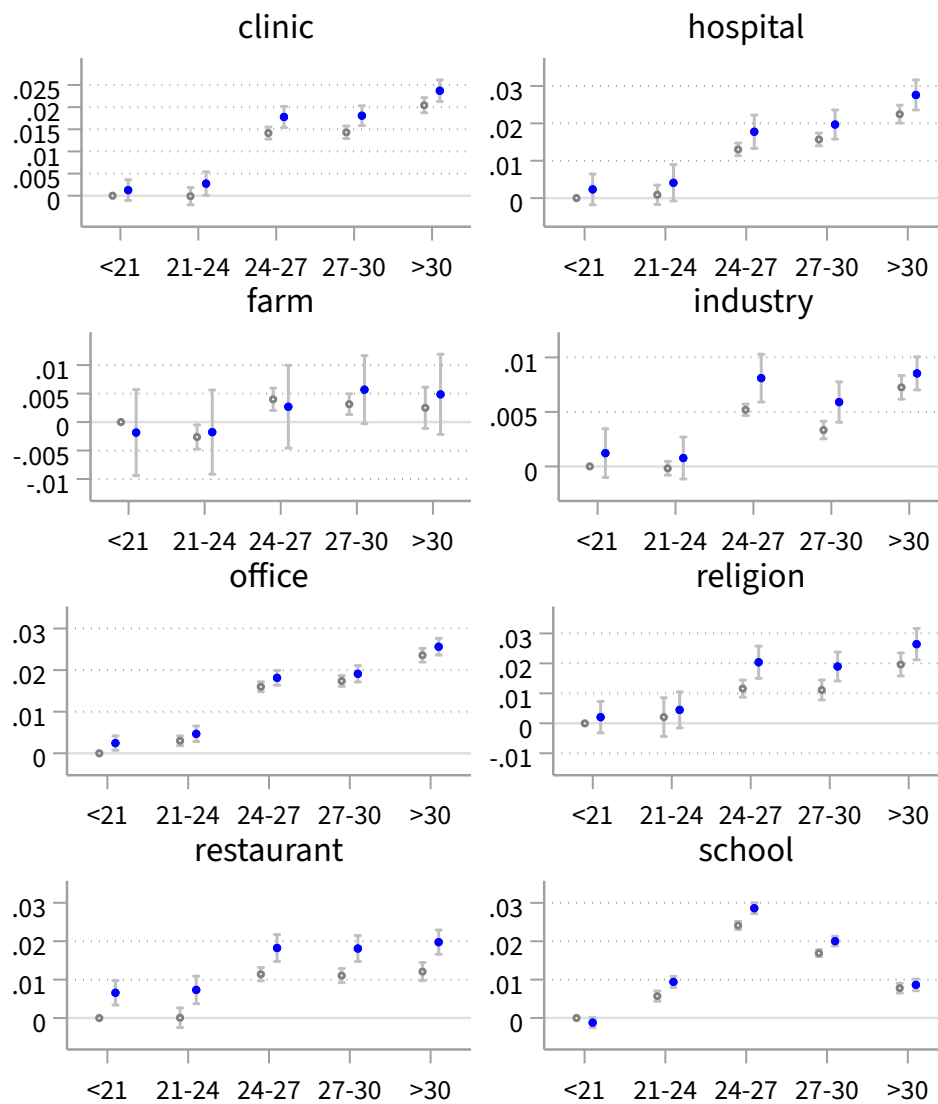 clinic
.025
.02
.015
.01
.005
0
<21 21-24 24-27 27-30 >30
hospital
.03
.02
.01
0
<21 21-24 24-27 27-30 >30
farm
.01
.005
0
-.005
-.01
<21 21-24 24-27 27-30 >30
industry
.01
.005
0
<21 21-24 24-27 27-30 >30
office
.03
.02
.01
0
<21 21-24 24-27 27-30 >30
religion
.03
.02
.01
0
-.01
<21 21-24 24-27 27-30 >30
restaurant
.03
.02
.01
0
<21 21-24 24-27 27-30 >30
school
.03
.02
.01
0
<21 21-24 24-27 27-30 >30